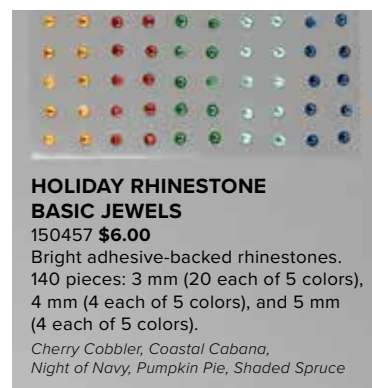 HOLIDAY RHINESTONE
BASIC JEWELS
150457 $6.00
Bright adhesive-backed rhinestones.
140 pieces: 3 mm (20 each of 5 colors),
4 mm (4 each of 5 colors), and 5 mm
(4 each of 5 colors).
Cherry Cobbler, Coastal Cabana,
Night of Navy, Pumpkin Pie, Shaded Spruce